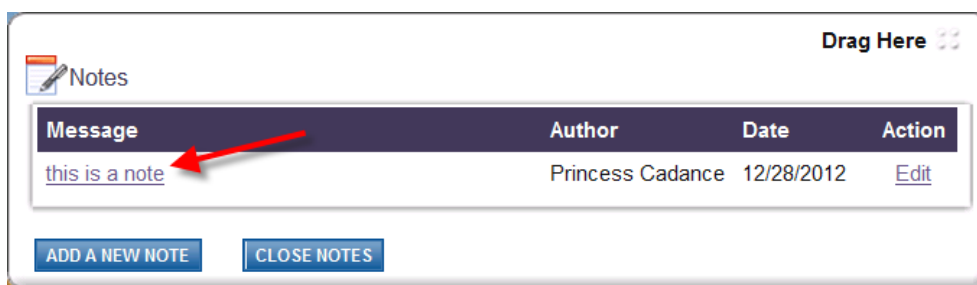 Drag Here
Notes
Message Author Date Action
this is a note Princess Cadance 12/28/2012 Edit
ADD A NEW NOTE CLOSE NOTES